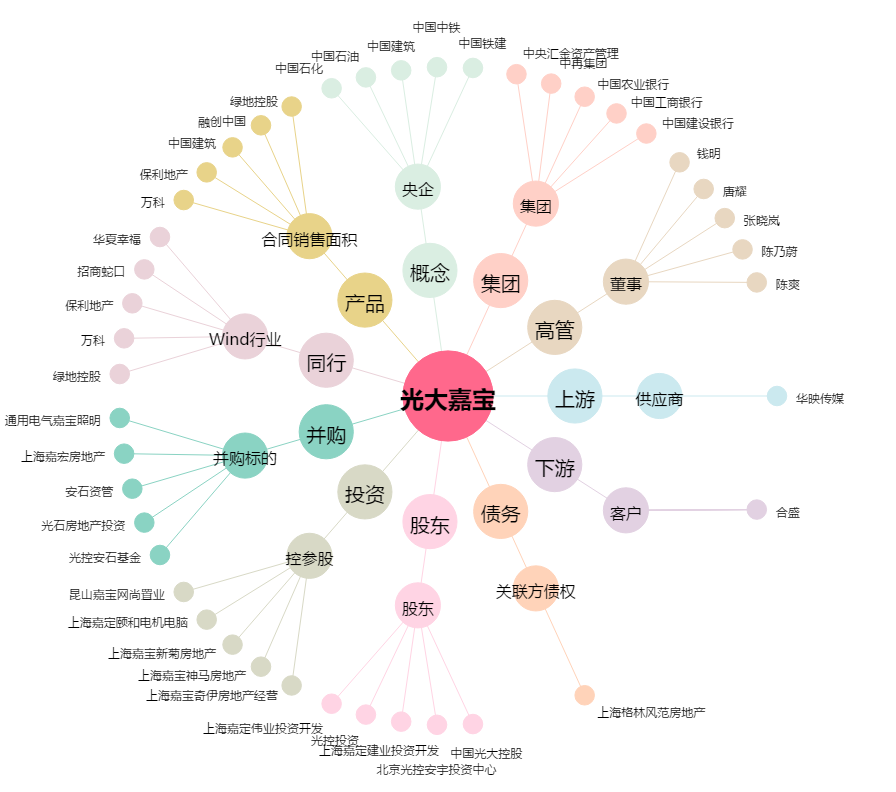 中国中铁
中国建筑
中国铁建
中国石油
中国石化
中央汇金资产管理
中再集团
中国农业银行
中国工商银行
中国建设银行
绿地控股
融创中国
中国建筑
保利地产
万科
央企
集团
钱明
唐耀
张晓岚
陈乃蔚
陈爽
合同销售面积
概念
集团
董事
华夏幸福
招商蛇口
保利地产
万科
绿地控股
产品
高管
Wind行业
同行
光大嘉宝
上游
供应商
华映传媒
通用电气嘉宝照明
上海嘉宏房地产
安石资管
光石房地产投资
光控安石基金
并购
并购标的
下游
客户
合盛
投资
股东
债务
控参股
关联方债权
股东
昆山嘉宝网尚置业
上海嘉定颐和电机电脑
上海嘉宝新菊房地产
上海嘉宝神马房地产
上海嘉宝奇伊房地产经营
上海格林风范房地产
上海嘉定伟业投资开发
光控投资
上海嘉定建业投资开发
中国光大控股
北京光控安宇投资中心